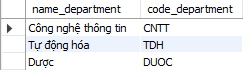 name_department code_department
Công nghệ thông tin CNTT
Tự động hóa TDH
Dược DUOC